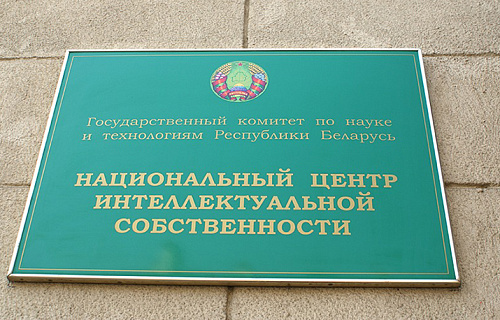 Государственный комитет по науке
и технологиям Республики Беларусь
НАЦИОНАЛЬНЫЙ ЦЕНТР
ИНТЕЛЛЕКТУАЛЬНОЙ
СОБСТВЕННОСТИ